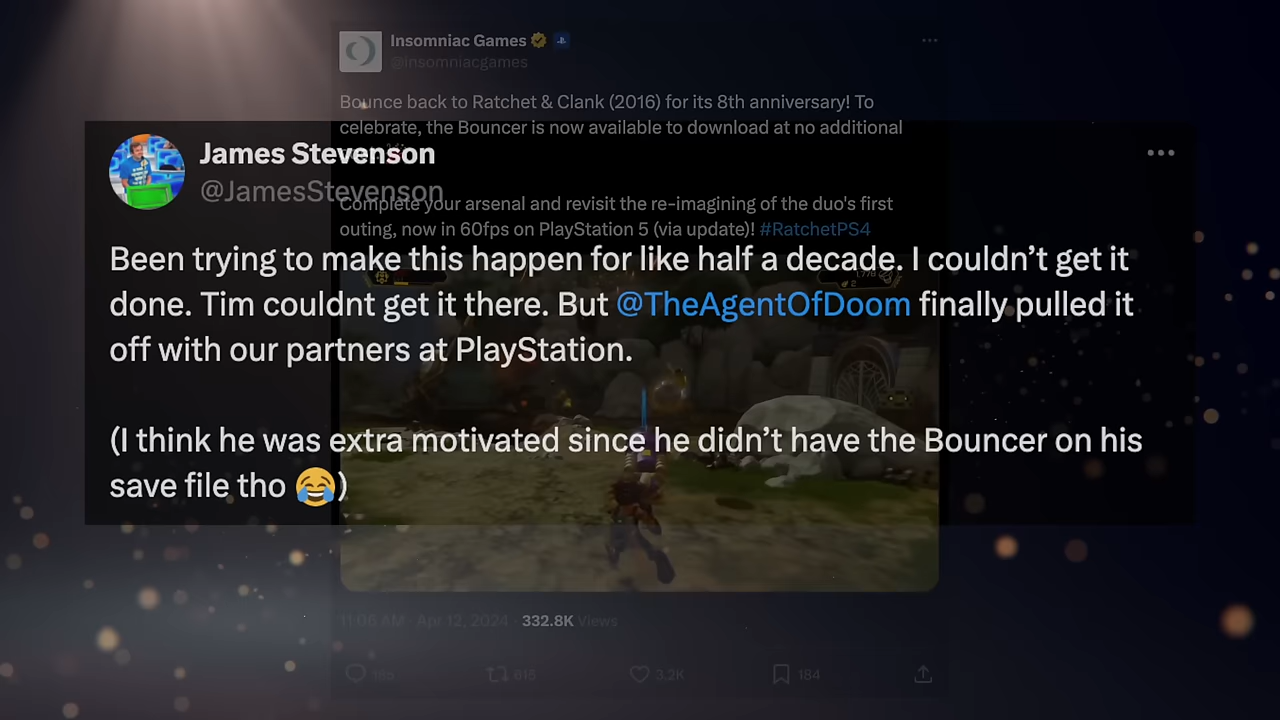 Insomniac Games
@insomniacgames
Bounce back to Ratchet & Clank (2016) for its 8th anniversary! To
celebrate, the Bouncer is now available to download at no additional
James Stevenson
@JamesStevenson
Complete your arsenal and revisit the re-imagining of the duo's first
outing, now in 60fps on PlayStation 5 (via update)! #RatchetPS4
Been trying to make this happen for like half a decade. I couldn’t get it
done. Tim couldnt get it there. But @TheAgentOfDoom finally pulled it
off with our partners at PlayStation.
(I think he was extra motivated since he didn’t have the Bouncer on his
save file tho 😂)
11:06 AM · Apr 12, 2024 · 332.8K Views
615 3.2K 184